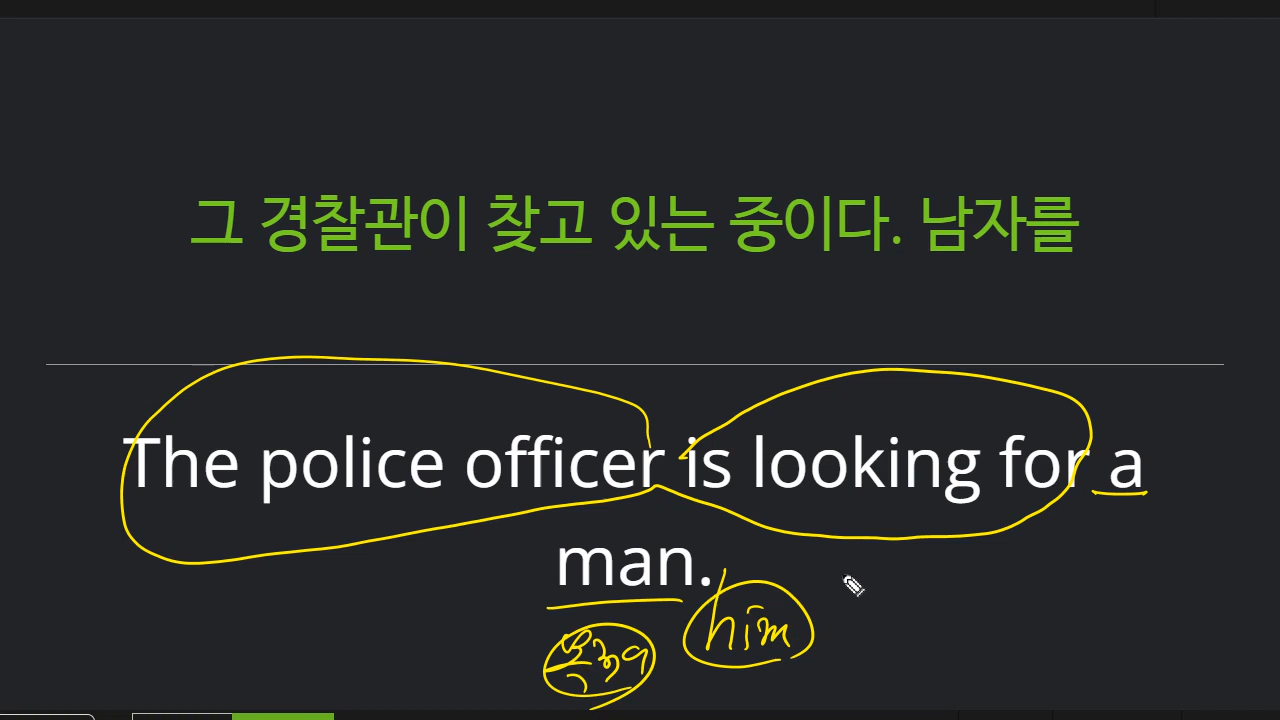 그 경찰관이 찾고 있는 중이다. 남자를
The police officer is looking for a
man.
him